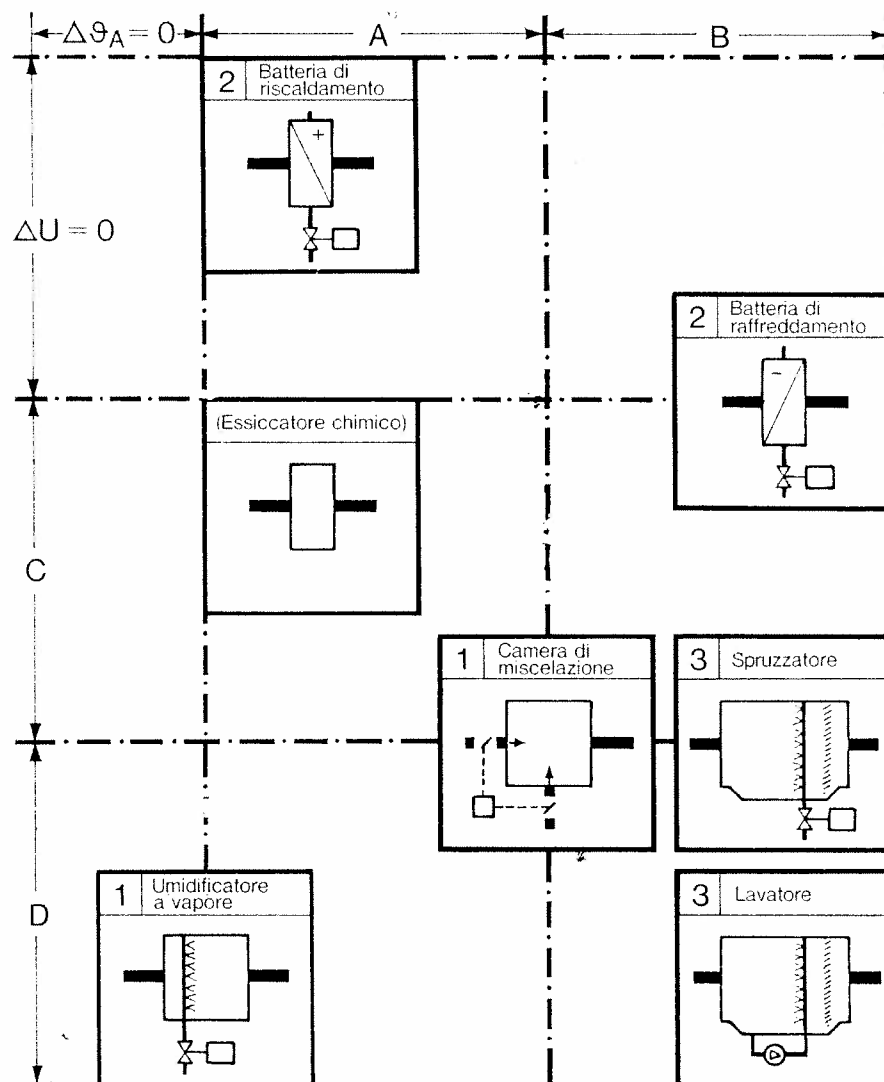 ΔϑA = 0
A
B
2
Batteria di
riscaldamento
+
ΔU = 0
2
Batteria di
raffreddamento
−
(Essiccatore chimico)
C
1
Camera di
miscelazione
3
Spruzzatore
D
1
Umidificatore
a vapore
3
Lavatore